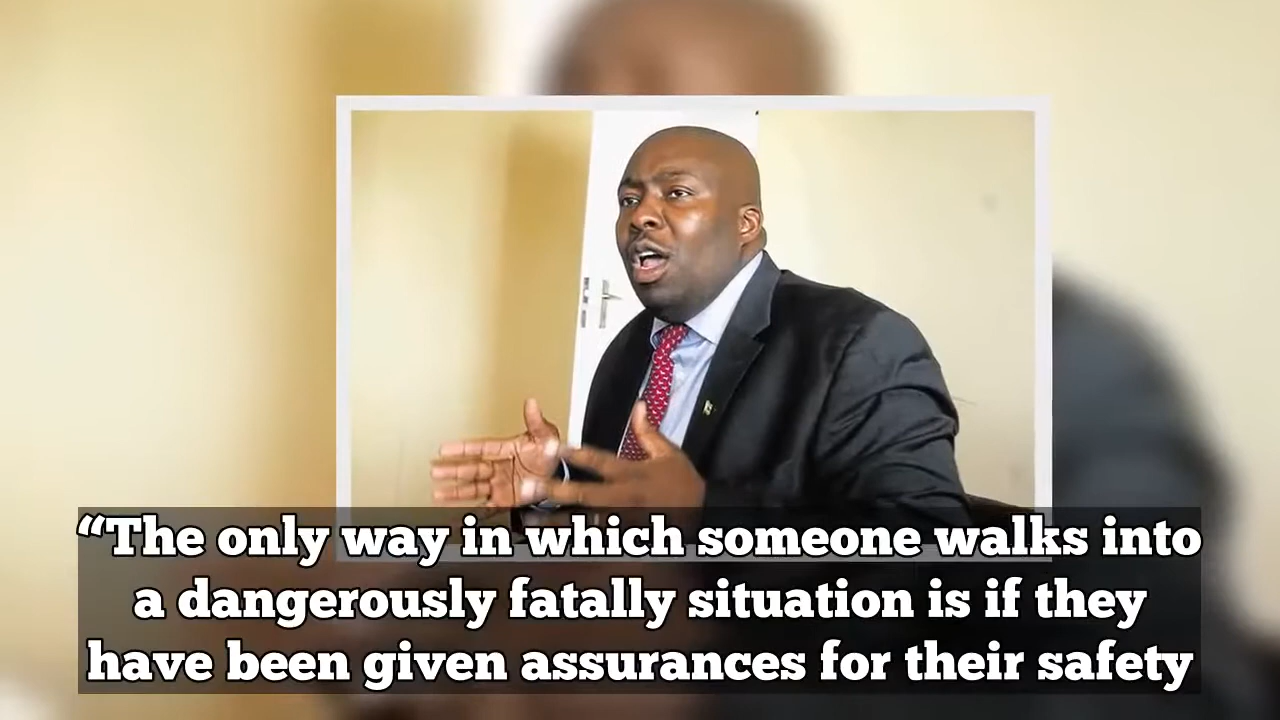 “The only way in which someone walks into
a dangerously fatally situation is if they
have been given assurances for their safety